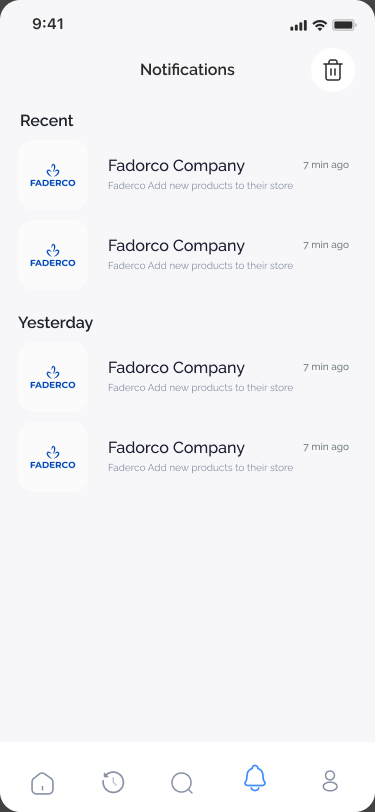 9:41
Notifications
Recent
FADERCO
Fadorco Company
7 min ago
Faderco Add new products to their store
FADERCO
Fadorco Company
7 min ago
Faderco Add new products to their store
Yesterday
FADERCO
Fadorco Company
7 min ago
Faderco Add new products to their store
FADERCO
Fadorco Company
7 min ago
Faderco Add new products to their store